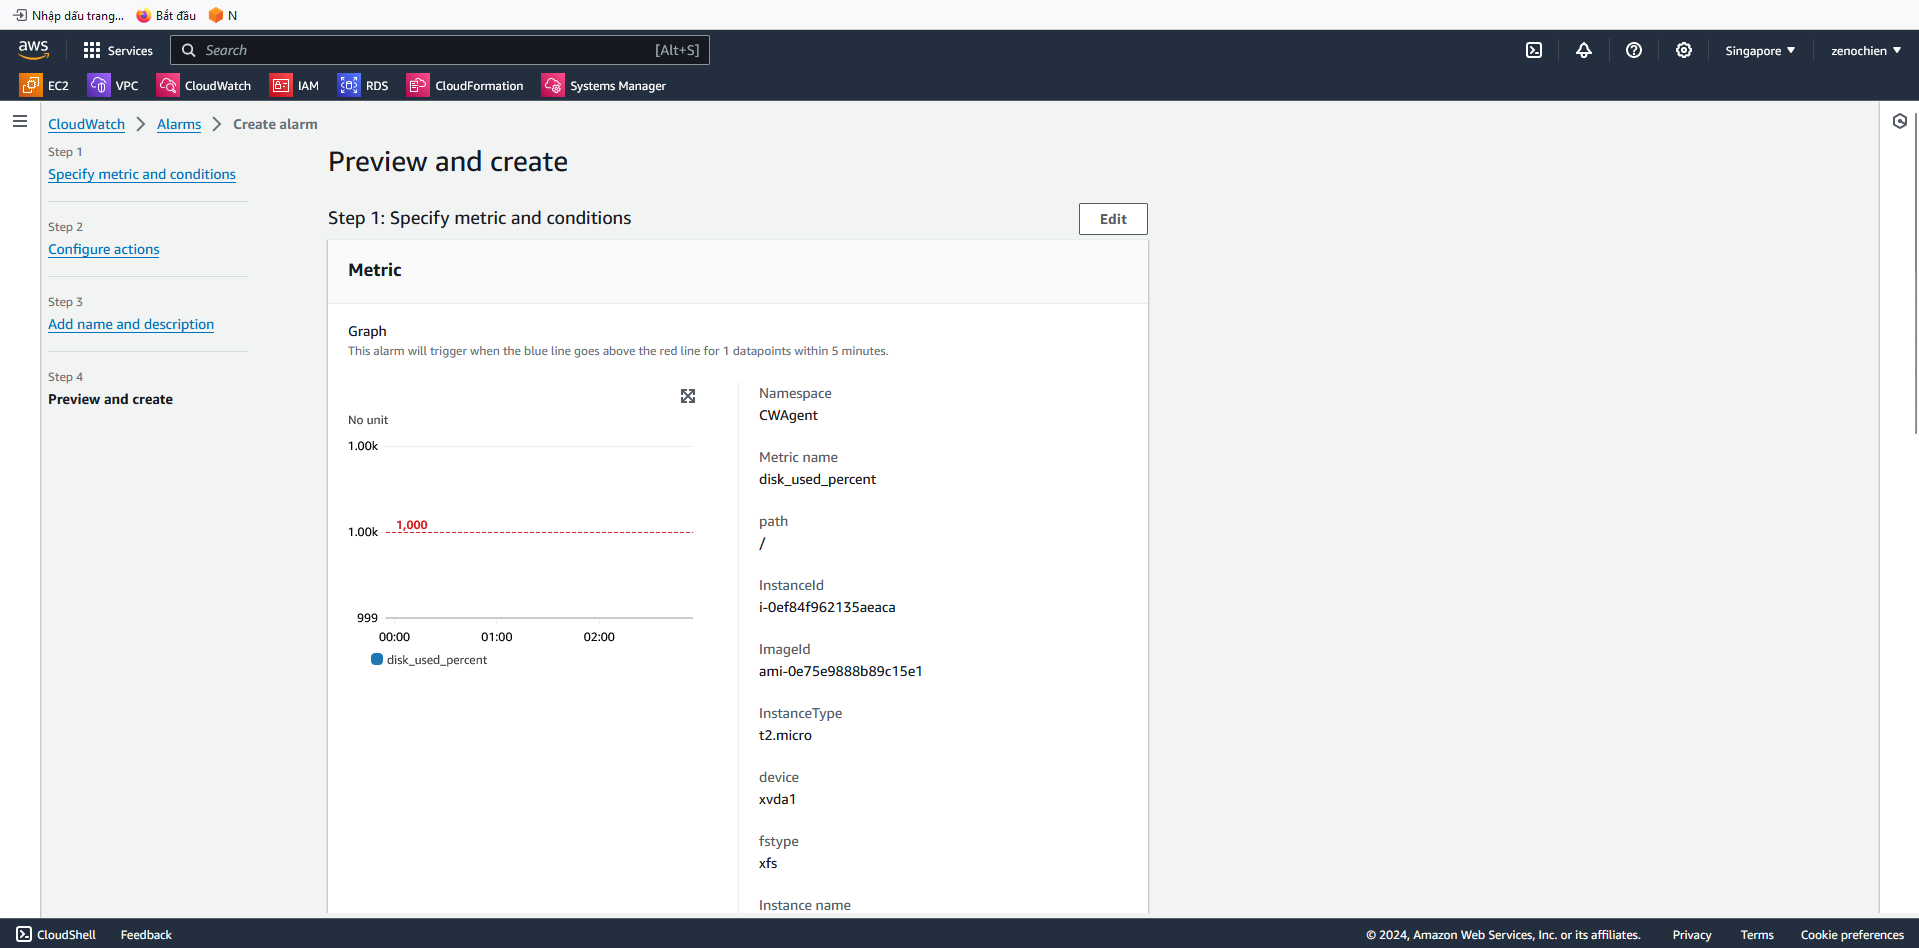 Nhập dấu trang... Bắt đầu N
aws Services Search [Alt+S] Singapore zenochien
EC2 VPC CloudWatch IAM RDS CloudFormation Systems Manager
CloudWatch Alarms Create alarm
Step 1
Specify metric and conditions
Step 2
Configure actions
Step 3
Add name and description
Step 4
Preview and create
Preview and create
Step 1: Specify metric and conditions Edit
Metric
Graph
This alarm will trigger when the blue line goes above the red line for 1 datapoints within 5 minutes.
No unit
1.00k
1,000
1.00k
999
00:00 01:00 02:00
disk_used_percent
Namespace
CWAgent
Metric name
disk_used_percent
path
/
InstanceId
i-0ef84f962135aeaca
ImageId
ami-0e75e9888b89c15e1
InstanceType
t2.micro
device
xvda1
fstype
xfs
Instance name
CloudShell Feedback © 2024, Amazon Web Services, Inc. or its affiliates. Privacy Terms Cookie preferences